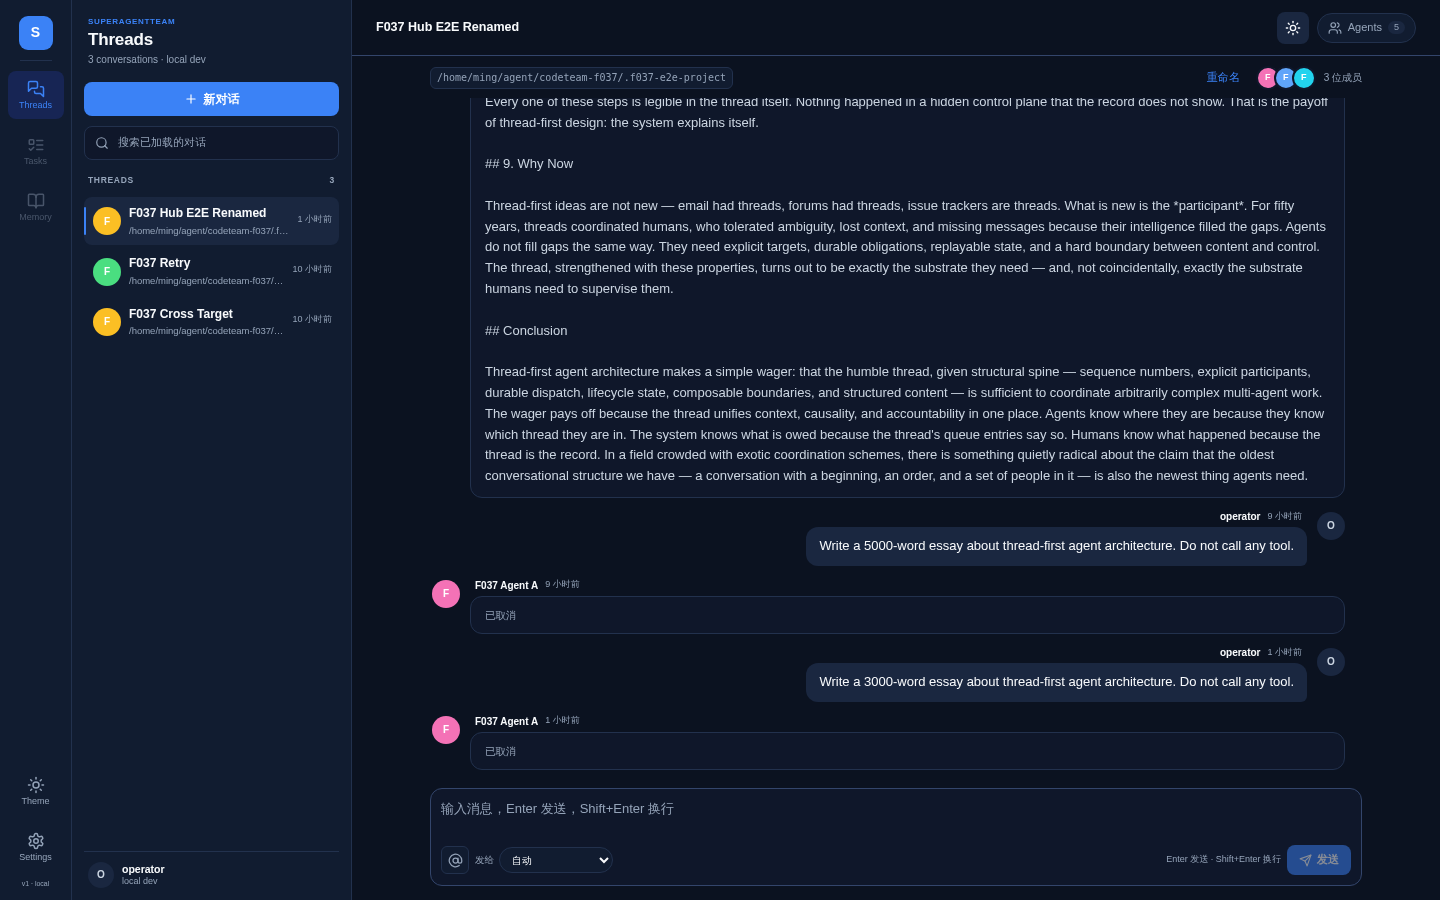 S
Threads
Tasks
Memory
Theme
Settings
v1 · local
SUPERAGENTTEAM
Threads
3 conversations · local dev
新对话
搜索已加载的对话
THREADS 3
F
F037 Hub E2E Renamed
1 小时前
/home/ming/agent/codeteam-f037/.f…
F
F037 Retry
10 小时前
/home/ming/agent/codeteam-f037/…
F
F037 Cross Target
10 小时前
/home/ming/agent/codeteam-f037/…
O
operator
local dev
F037 Hub E2E Renamed
Agents 5
/home/ming/agent/codeteam-f037/.f037-e2e-project
重命名
F F F
3 位成员
Every one of these steps is legible in the thread itself. Nothing happened in a hidden control plane that the record does not show. That is the payoff
of thread-first design: the system explains itself.
## 9. Why Now
Thread-first ideas are not new — email had threads, forums had threads, issue trackers are threads. What is new is the *participant*. For fifty
years, threads coordinated humans, who tolerated ambiguity, lost context, and missing messages because their intelligence filled the gaps. Agents
do not fill gaps the same way. They need explicit targets, durable obligations, replayable state, and a hard boundary between content and control.
The thread, strengthened with these properties, turns out to be exactly the substrate they need — and, not coincidentally, exactly the substrate
humans need to supervise them.
## Conclusion
Thread-first agent architecture makes a simple wager: that the humble thread, given structural spine — sequence numbers, explicit participants,
durable dispatch, lifecycle state, composable boundaries, and structured content — is sufficient to coordinate arbitrarily complex multi-agent work.
The wager pays off because the thread unifies context, causality, and accountability in one place. Agents know where they are because they know
which thread they are in. The system knows what is owed because the thread's queue entries say so. Humans know what happened because the
thread is the record. In a field crowded with exotic coordination schemes, there is something quietly radical about the claim that the oldest
conversational structure we have — a conversation with a beginning, an order, and a set of people in it — is also the newest thing agents need.
operator 9 小时前
O
Write a 5000-word essay about thread-first agent architecture. Do not call any tool.
F
F037 Agent A 9 小时前
已取消
operator 1 小时前
O
Write a 3000-word essay about thread-first agent architecture. Do not call any tool.
F
F037 Agent A 1 小时前
已取消
输入消息，Enter 发送，Shift+Enter 换行
发给
自动
Enter 发送 · Shift+Enter 换行
发送